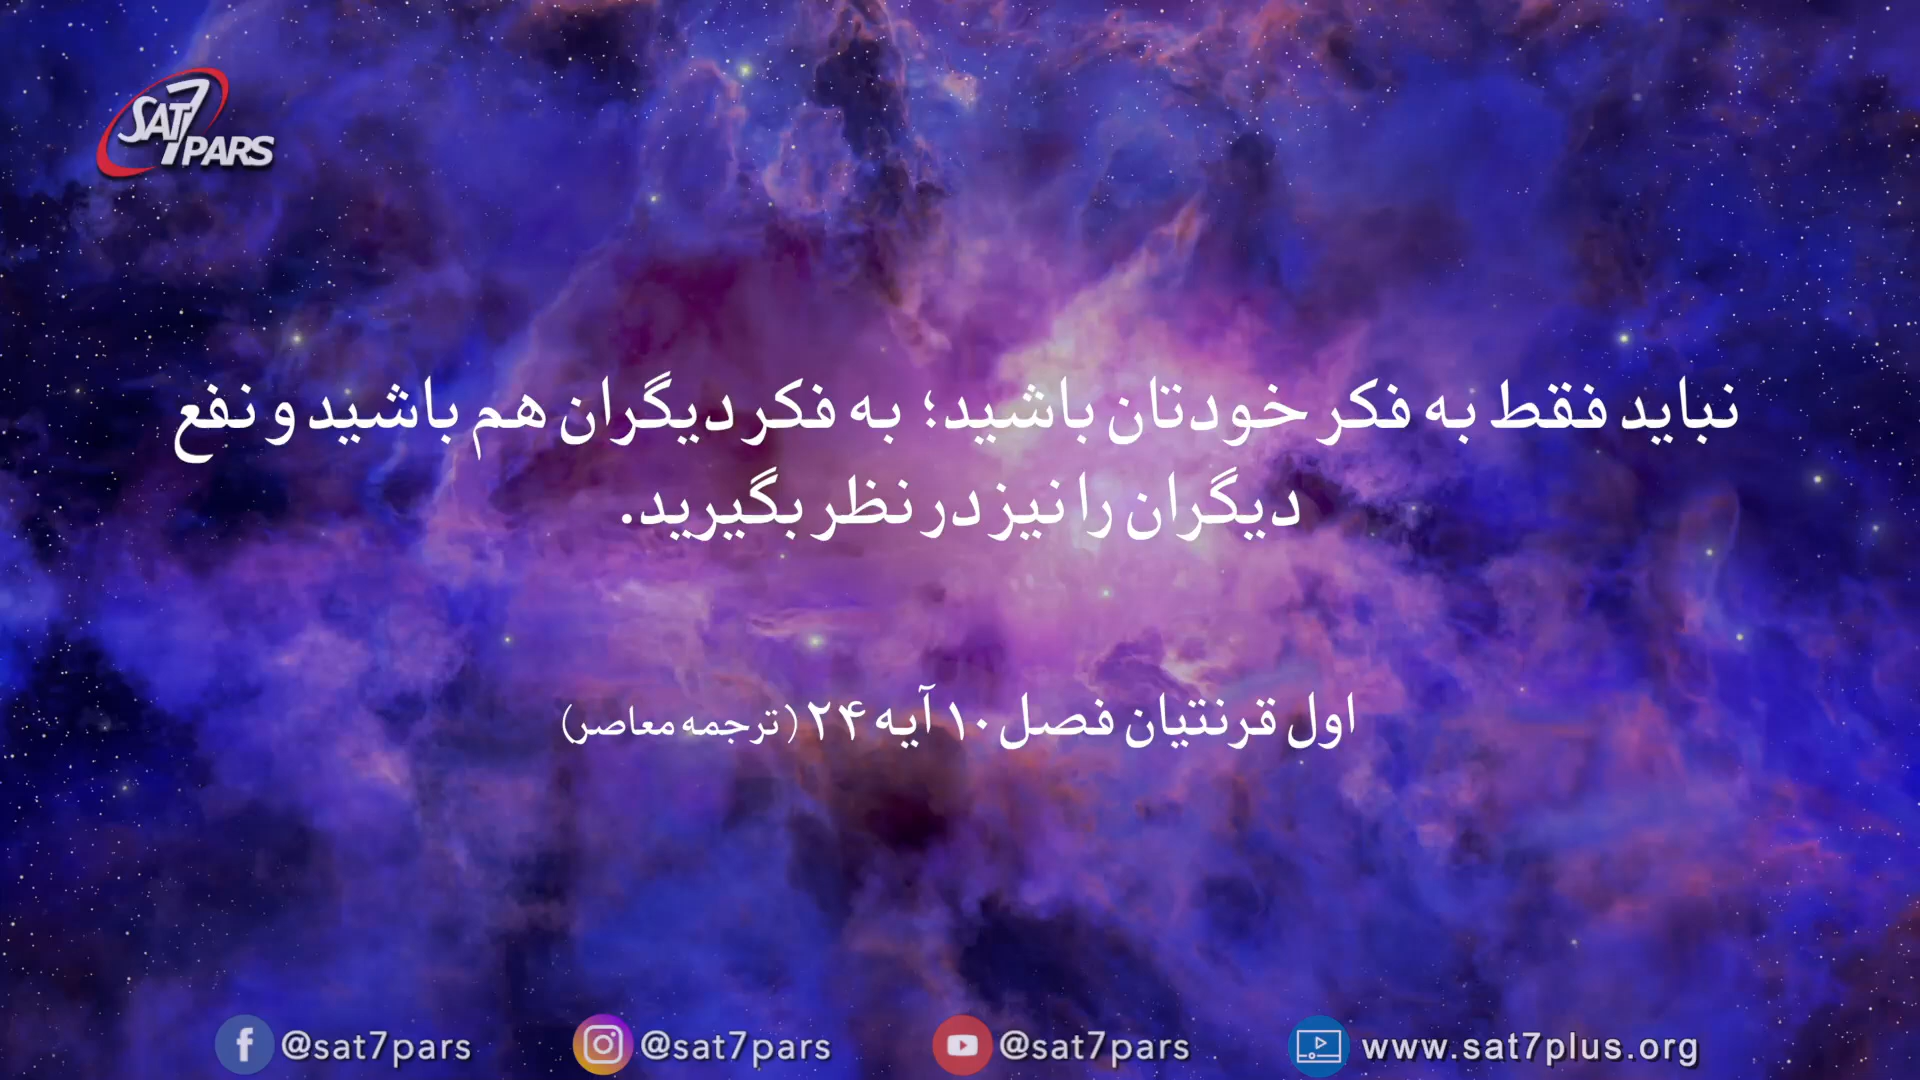 SAT7 PARS
نباید فقط به فکر خودتان باشید؛ به فکر دیگران هم باشید و نفع
دیگران را نیز در نظر بگیرید.
اول قرنتیان فصل ۱۰ آیه ۲۴ (ترجمه معاصر)
@sat7pars @sat7pars @sat7pars www.sat7plus.org